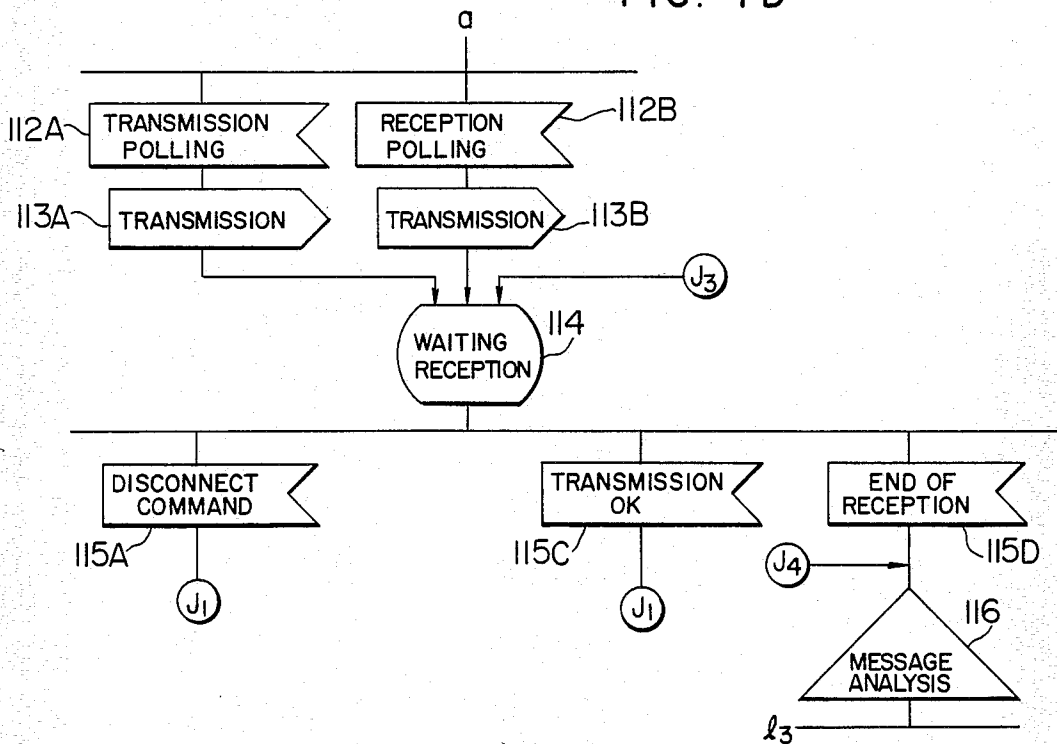 a
112A
TRANSMISSION
POLLING
RECEPTION
POLLING
112B
113A
TRANSMISSION
TRANSMISSION
113B
J3
114
WAITING
RECEPTION
DISCONNECT
COMMAND
TRANSMISSION
OK
END OF
RECEPTION
115A
115C
115D
J1
J1
J4
116
MESSAGE
ANALYSIS
l3